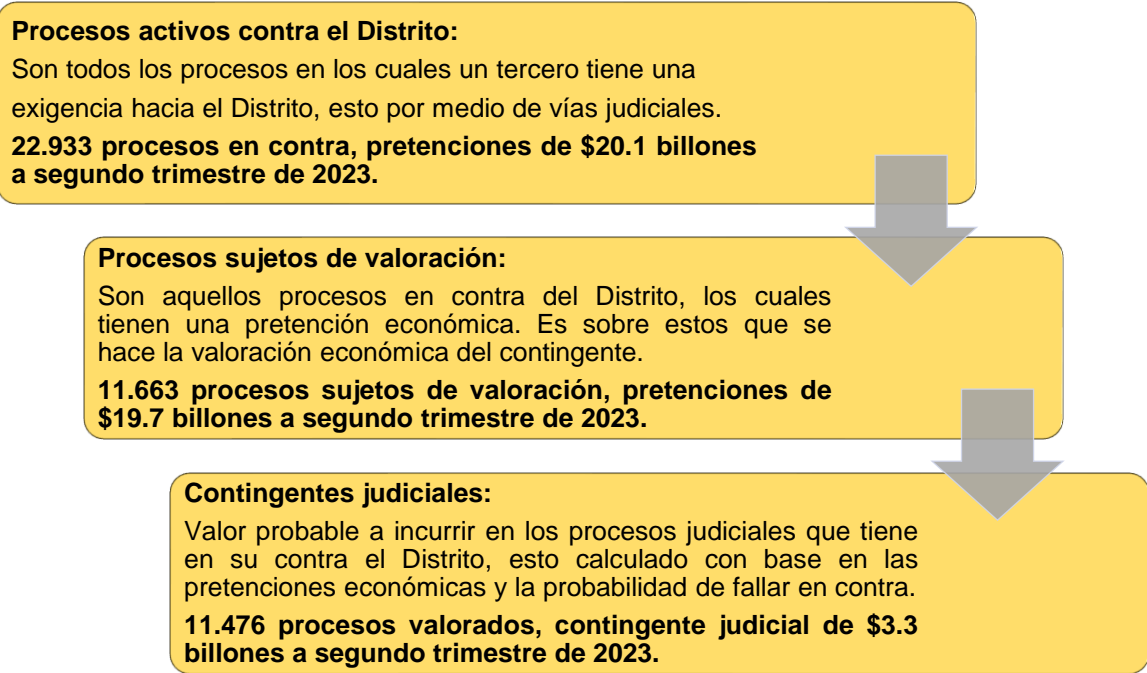 Procesos activos contra el Distrito:
Son todos los procesos en los cuales un tercero tiene una
exigencia hacia el Distrito, esto por medio de vías judiciales.
22.933 procesos en contra, pretenciones de $20.1 billones
a segundo trimestre de 2023.
Procesos sujetos de valoración:
Son aquellos procesos en contra del Distrito, los cuales
tienen una pretención económica. Es sobre estos que se
hace la valoración económica del contingente.
11.663 procesos sujetos de valoración, pretenciones de
$19.7 billones a segundo trimestre de 2023.
Contingentes judiciales:
Valor probable a incurrir en los procesos judiciales que tiene
en su contra el Distrito, esto calculado con base en las
pretenciones económicas y la probabilidad de fallar en contra.
11.476 procesos valorados, contingente judicial de $3.3
billones a segundo trimestre de 2023.